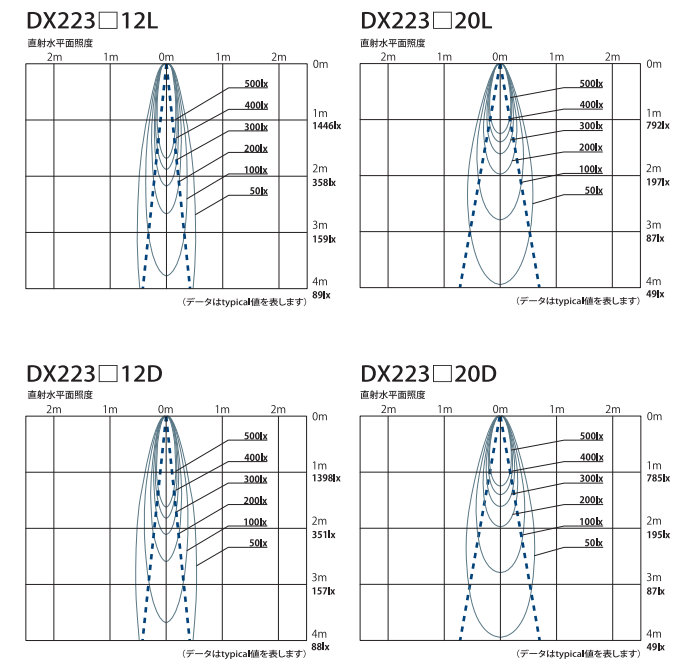 DX223□12L
直射水平面照度
2m 1m 0m 1m 2m
0m
500lx
400lx
1m
1446lx
300lx
200lx
2m
100lx
358lx
50lx
3m
159lx
4m
89lx
(データはtypical値を表します)
DX223□20L
直射水平面照度
2m 1m 0m 1m 2m
0m
500lx
400lx
1m
792lx
300lx
200lx
2m
100lx
197lx
50lx
3m
87lx
4m
49lx
(データはtypical値を表します)
DX223□12D
直射水平面照度
2m 1m 0m 1m 2m
0m
500lx
400lx
1m
1398lx
300lx
200lx
2m
100lx
351lx
50lx
3m
157lx
4m
88lx
(データはtypical値を表します)
DX223□20D
直射水平面照度
2m 1m 0m 1m 2m
0m
500lx
400lx
1m
785lx
300lx
200lx
2m
100lx
195lx
50lx
3m
87lx
4m
49lx
(データはtypical値を表します)